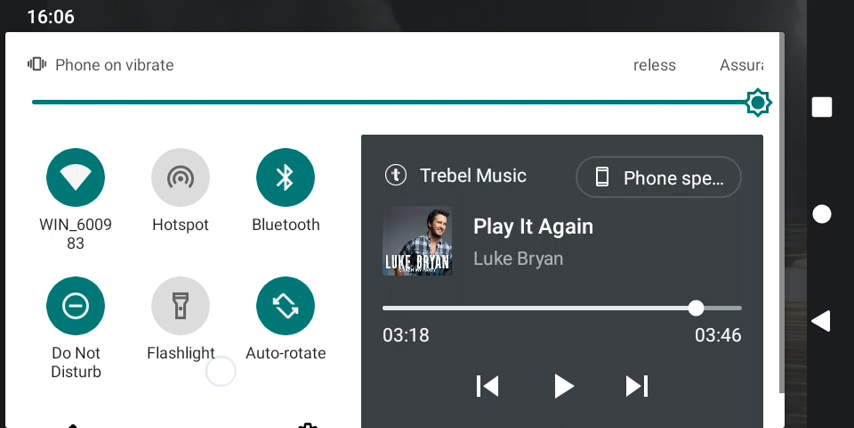 16:06
Phone on vibrate
reless
Assura
WIN_6009
83
Hotspot
Bluetooth
Do Not
Disturb
Flashlight
Auto-rotate
Trebel Music
Phone spe...
LUKE BRYAN
Play It Again
Luke Bryan
03:18
03:46